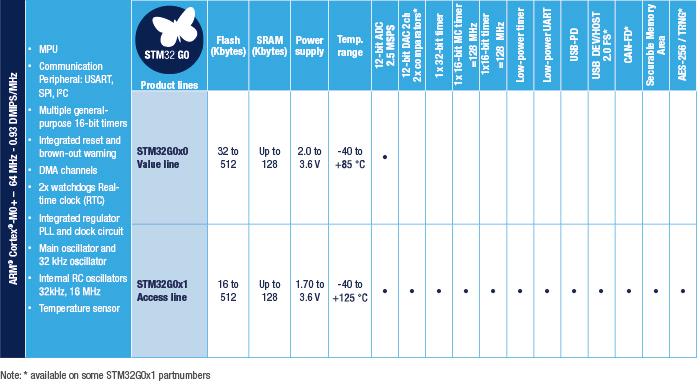 ARM® Cortex®-M0+ – 64 MHz - 0.93 DMIPS/MHz
• MPU
• Communication
Peripheral: USART,
SPI, I²C
• Multiple general-
purpose 16-bit timers
• Integrated reset and
brown-out warning
• DMA channels
• 2x watchdogs Real-
time clock (RTC)
• Integrated regulator
PLL and clock circuit
• Main oscillator and
32 kHz oscillator
• Internal RC oscillators
32kHz, 16 MHz
• Temperature sensor
STM32 G0
Product lines
Flash
(Kbytes)
SRAM
(Kbytes)
Power
supply
Temp.
range
12-bit ADC
2.5 MSPS
12-bit DAC 2ch
2x comparators*
1x 32-bit timer
1x16-bit MC timer
=128 MHz
1x16-bit timer
=128 MHz
Low-power timer
Low-power UART
USB-PD
USB DEV/HOST
2.0 FS*
CAN-FD*
Securable Memory
Area
AES-256 / TRNG*
STM32G0x0
Value line
32 to
512
Up to
128
2.0 to
3.6 V
-40 to
+85 °C
•
STM32G0x1
Access line
16 to
512
Up to
128
1.70 to
3.6 V
-40 to
+125 °C
• • • • • • • • • • • •
Note: * available on some STM32G0x1 partnumbers